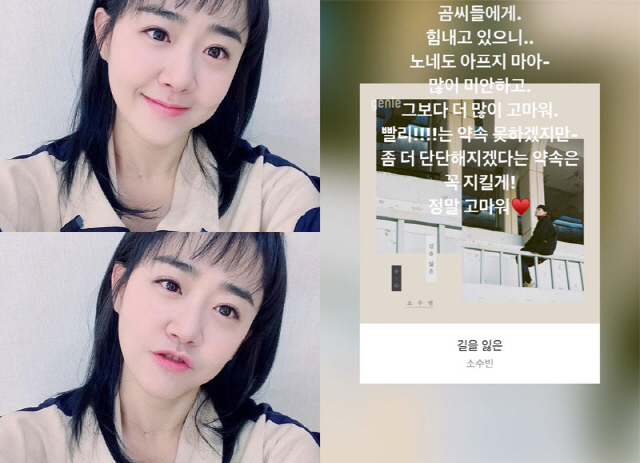 곰씨들에게.
힘내고 있으니..
노네도 아프지 마아-
많이 미안하고.
그보다 더 많이 고마워.
genie
빨리!!!!는 약속 못하겠지만-
좀 더 단단해지겠다는 약속은
꼭 지킬게!
정말 고마워♥
길을 잃은
소수빈
길을 잃은
소수빈